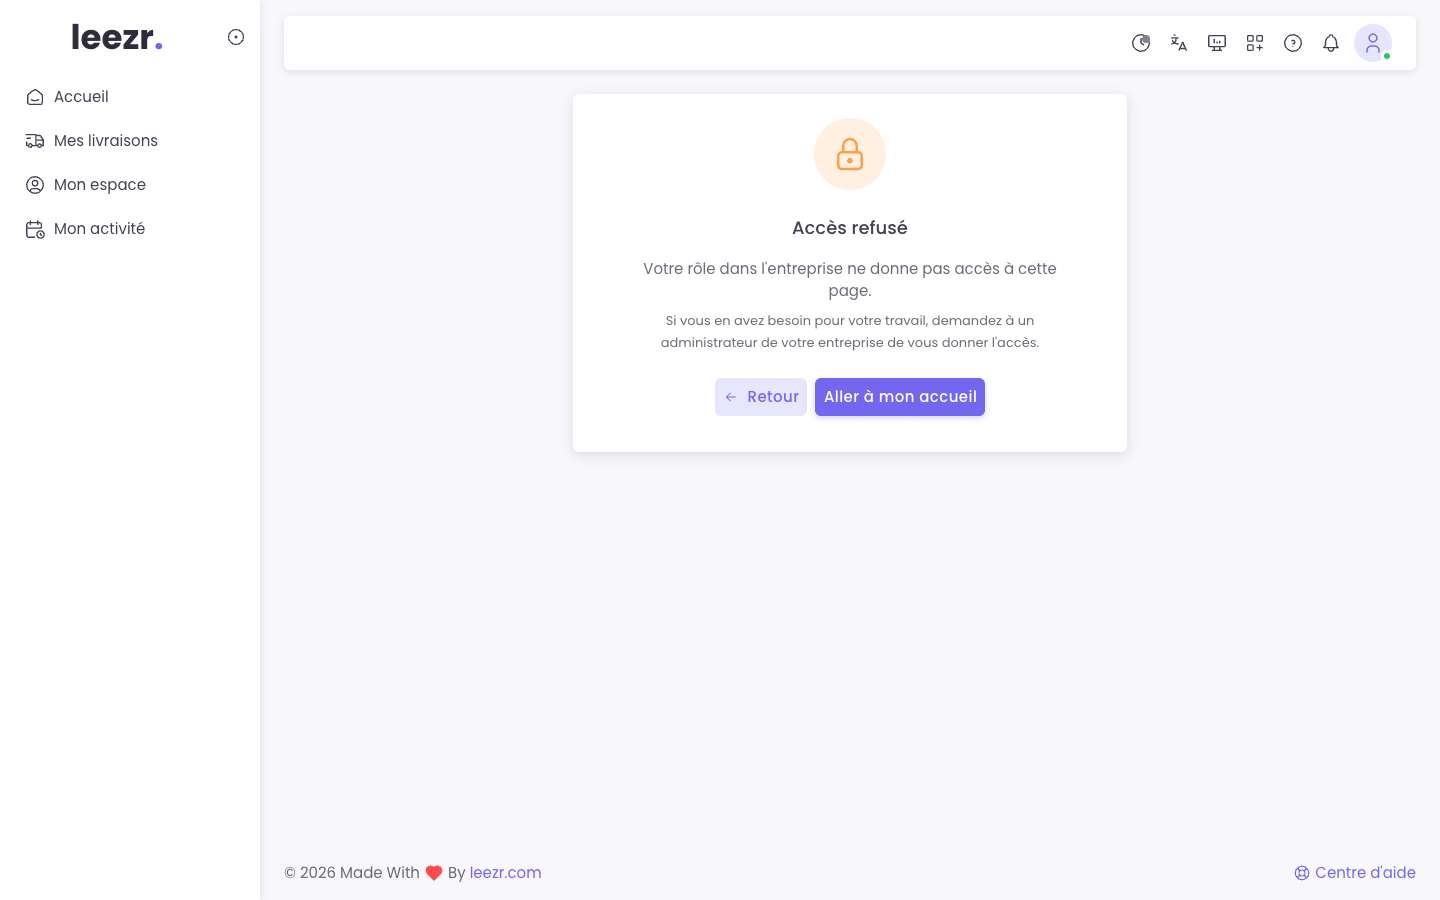 leezr.
Accueil
Mes livraisons
Mon espace
Mon activité
Accès refusé
Votre rôle dans l'entreprise ne donne pas accès à cette
page.
Si vous en avez besoin pour votre travail, demandez à un
administrateur de votre entreprise de vous donner l'accès.
Retour
Aller à mon accueil
© 2026 Made With By leezr.com
Centre d'aide